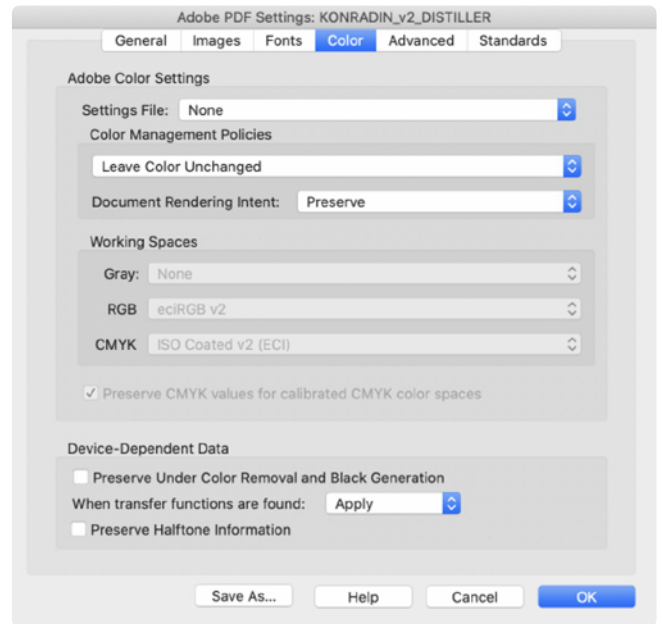 Adobe PDF Settings: KONRADIN_v2_DISTILLER
General Images Fonts Color Advanced Standards
Adobe Color Settings
Settings File: None
Color Management Policies
Leave Color Unchanged
Document Rendering Intent: Preserve
Working Spaces
Gray: None
RGB eciRGB v2
CMYK ISO Coated v2 (ECI)
Preserve CMYK values for calibrated CMYK color spaces
Device-Dependent Data
Preserve Under Color Removal and Black Generation
When transfer functions are found: Apply
Preserve Halftone Information
Save As... Help Cancel OK